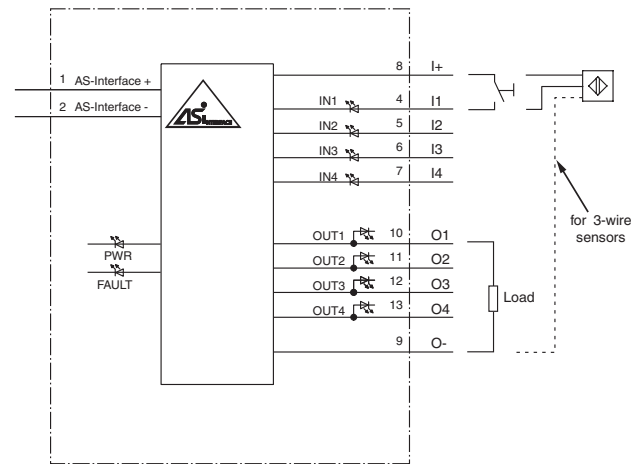 8 I+
1 AS-Interface +
2 AS-Interface -
ASi INTERFACE
IN1 4 I1
IN2 5 I2
IN3 6 I3
IN4 7 I4
for 3-wire
sensors
OUT1 10 O1
PWR
OUT2 11 O2
FAULT
OUT3 12 O3
Load
OUT4 13 O4
9 O-